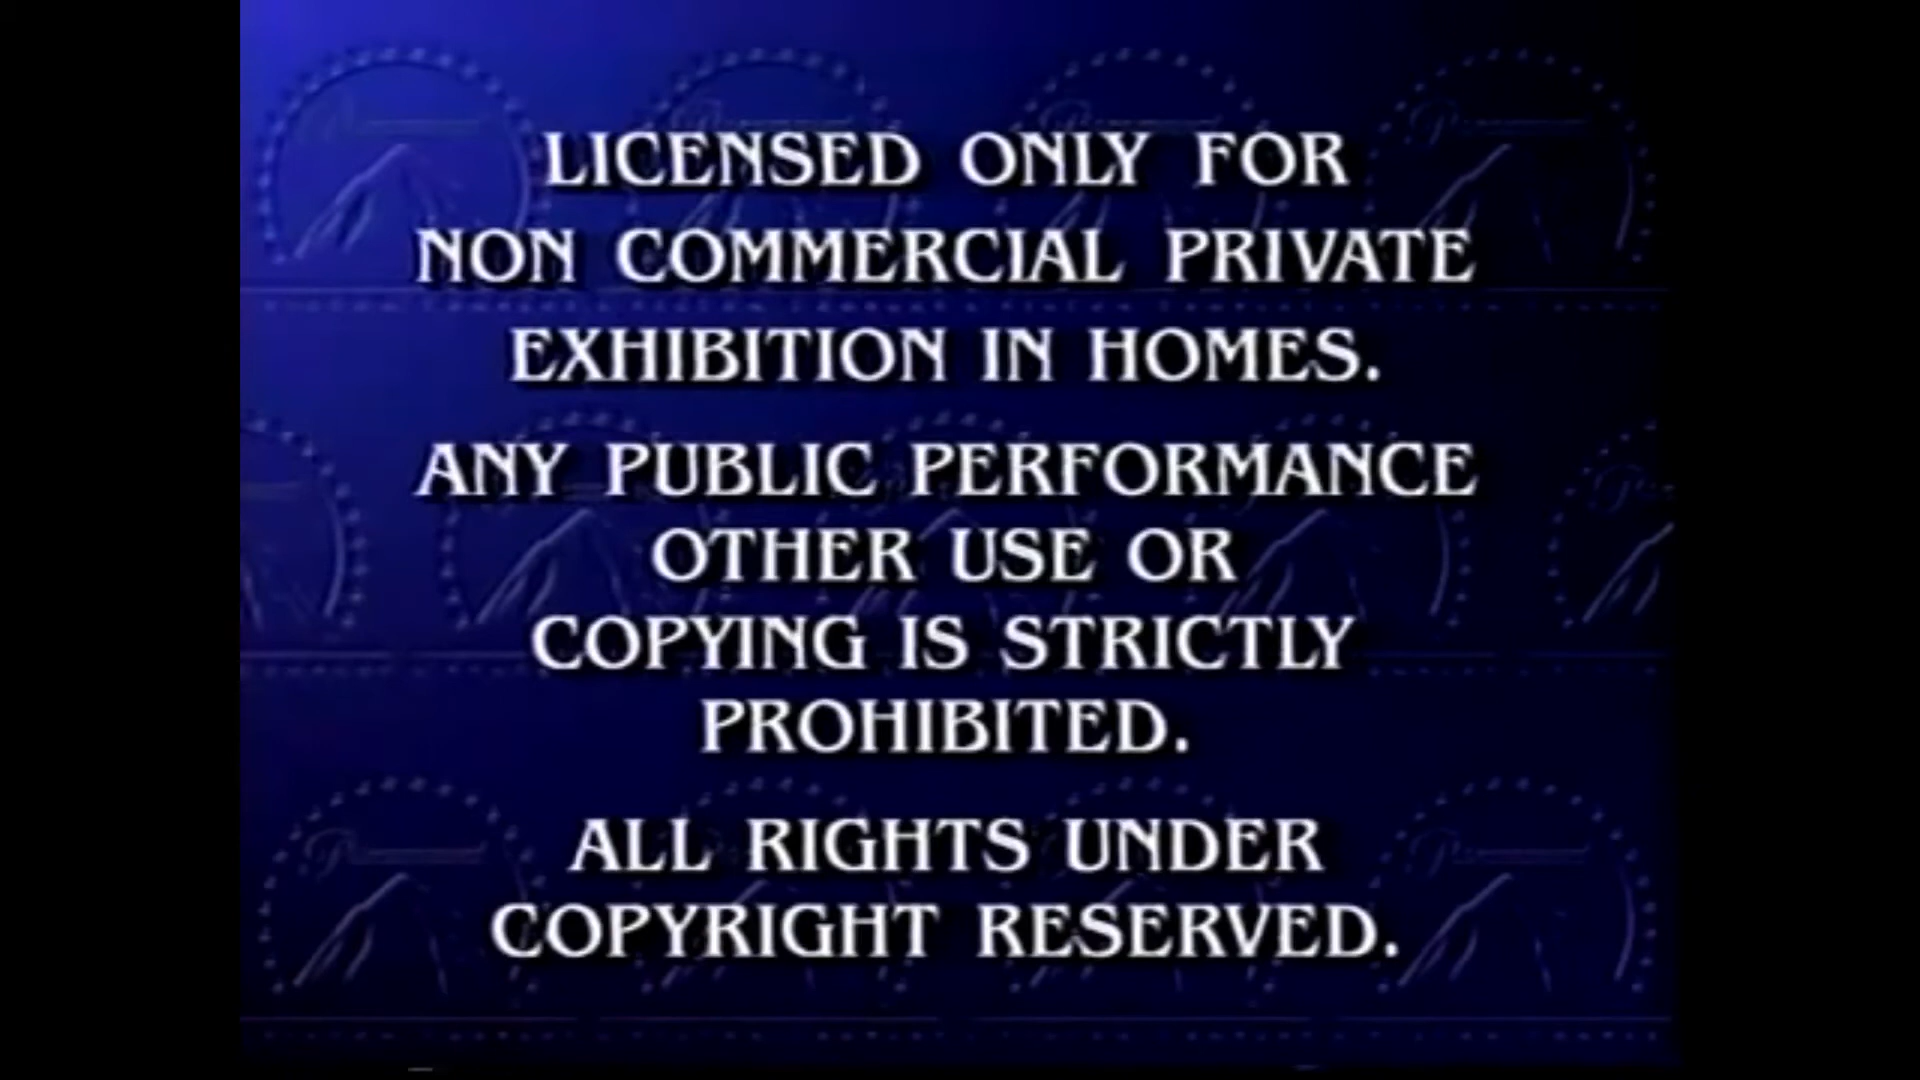 LICENSED ONLY FOR
NON COMMERCIAL PRIVATE
EXHIBITION IN HOMES.
ANY PUBLIC PERFORMANCE
OTHER USE OR
COPYING IS STRICTLY
PROHIBITED.
ALL RIGHTS UNDER
COPYRIGHT RESERVED.